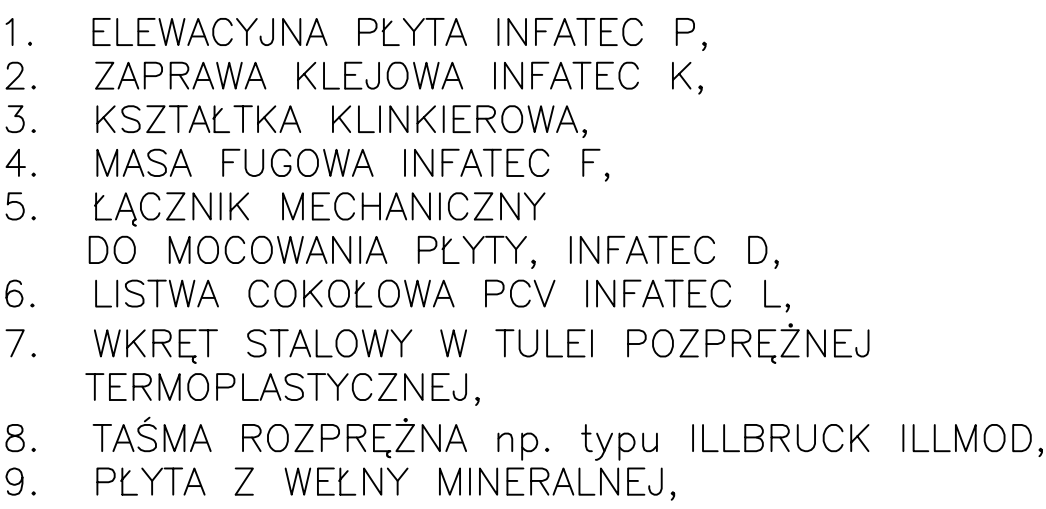 1. ELEWACYJNA PŁYTA INFATEC P,
2. ZAPRAWA KLEJOWA INFATEC K,
3. KSZTAŁTKA KLINKIEROWA,
4. MASA FUGOWA INFATEC F,
5. ŁĄCZNIK MECHANICZNY
DO MOCOWANIA PŁYTY, INFATEC D,
6. LISTWA COKOŁOWA PCV INFATEC L,
7. WKRĘT STALOWY W TULEI POZPRĘŻNEJ
TERMOPLASTYCZNEJ,
8. TAŚMA ROZPRĘŻNA np. typu ILLBRUCK ILLMOD,
9. PŁYTA Z WEŁNY MINERALNEJ,